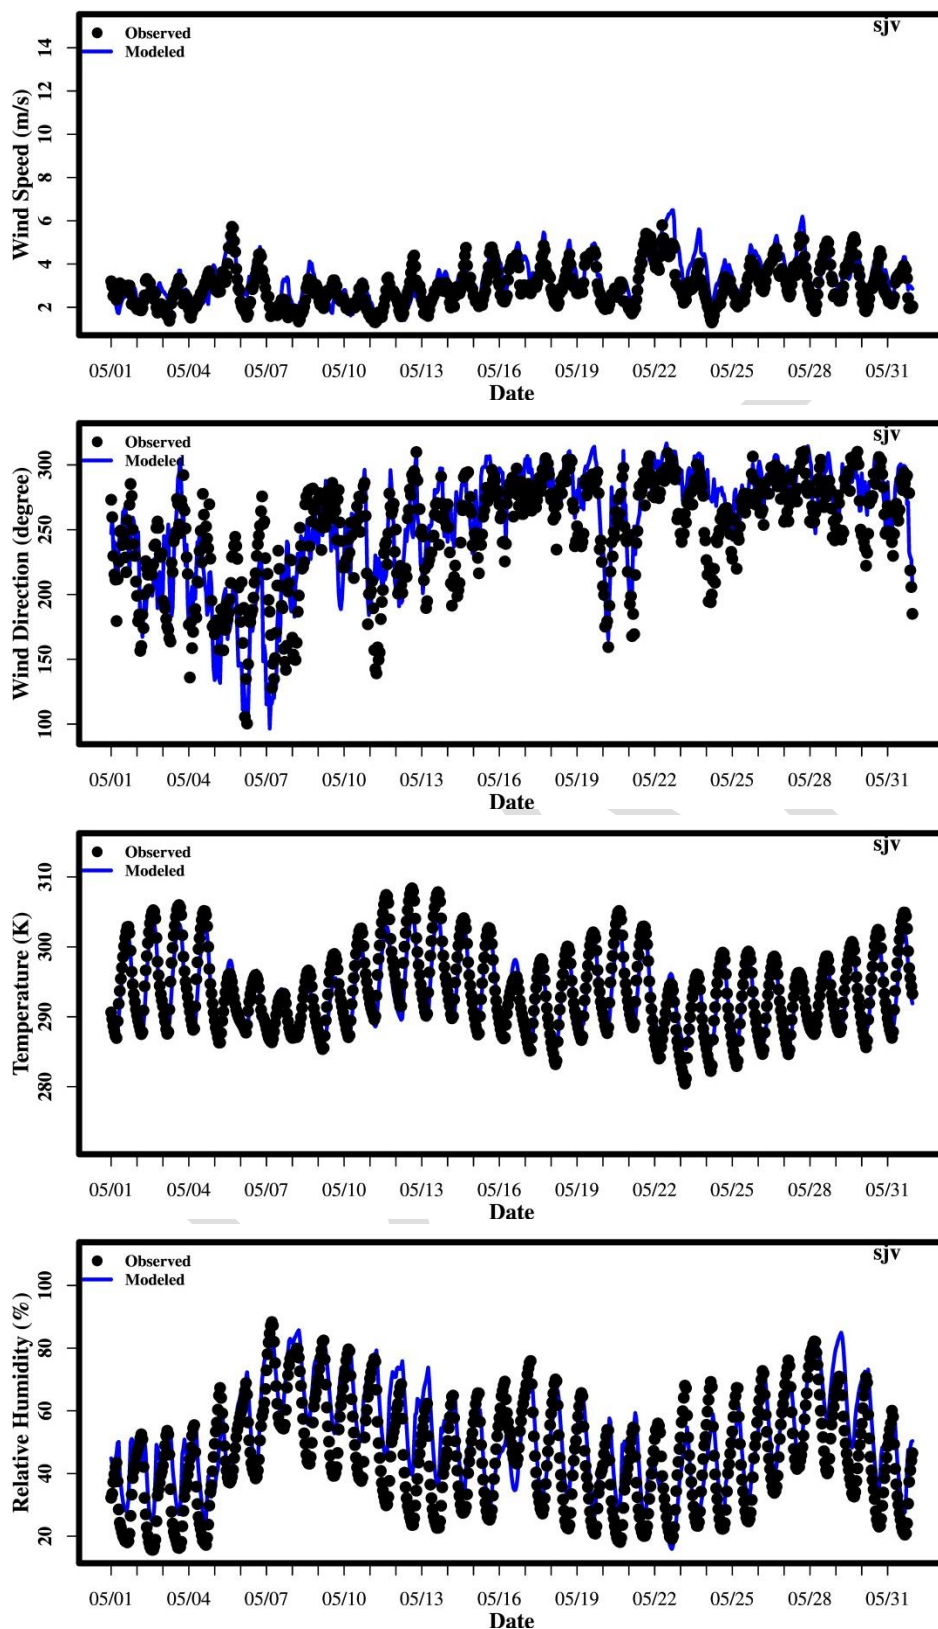 sjv
Observed
Modeled
Wind Speed (m/s)
14
12
10
8
6
4
2
05/01 05/04 05/07 05/10 05/13 05/16 05/19 05/22 05/25 05/28 05/31
Date
sjv
Observed
Modeled
Wind Direction (degree)
300
250
200
150
100
05/01 05/04 05/07 05/10 05/13 05/16 05/19 05/22 05/25 05/28 05/31
Date
sjv
Observed
Modeled
Temperature (K)
310
300
290
280
05/01 05/04 05/07 05/10 05/13 05/16 05/19 05/22 05/25 05/28 05/31
Date
sjv
Observed
Modeled
Relative Humidity (%)
100
80
60
40
20
05/01 05/04 05/07 05/10 05/13 05/16 05/19 05/22 05/25 05/28 05/31
Date